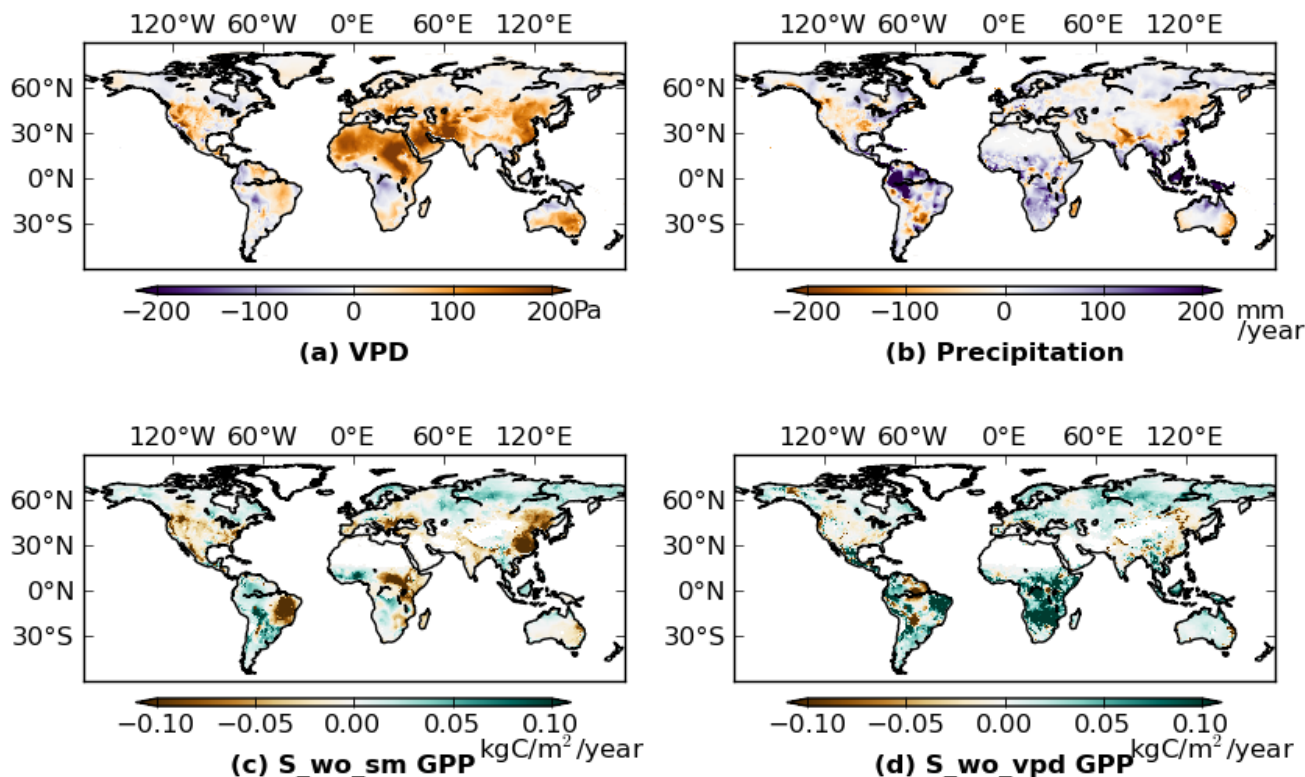 120°W 60°W 0°E 60°E 120°E
60°N
30°N
0°N
30°S
−200 −100 0 100 200 Pa
(a) VPD
120°W 60°W 0°E 60°E 120°E
60°N
30°N
0°N
30°S
−200 −100 0 100 200 mm
/year
(b) Precipitation
120°W 60°W 0°E 60°E 120°E
60°N
30°N
0°N
30°S
−0.10 −0.05 0.00 0.05 0.10
kgC/m²/year
(c) S_wo_sm GPP
120°W 60°W 0°E 60°E 120°E
60°N
30°N
0°N
30°S
−0.10 −0.05 0.00 0.05 0.10
kgC/m²/year
(d) S_wo_vpd GPP